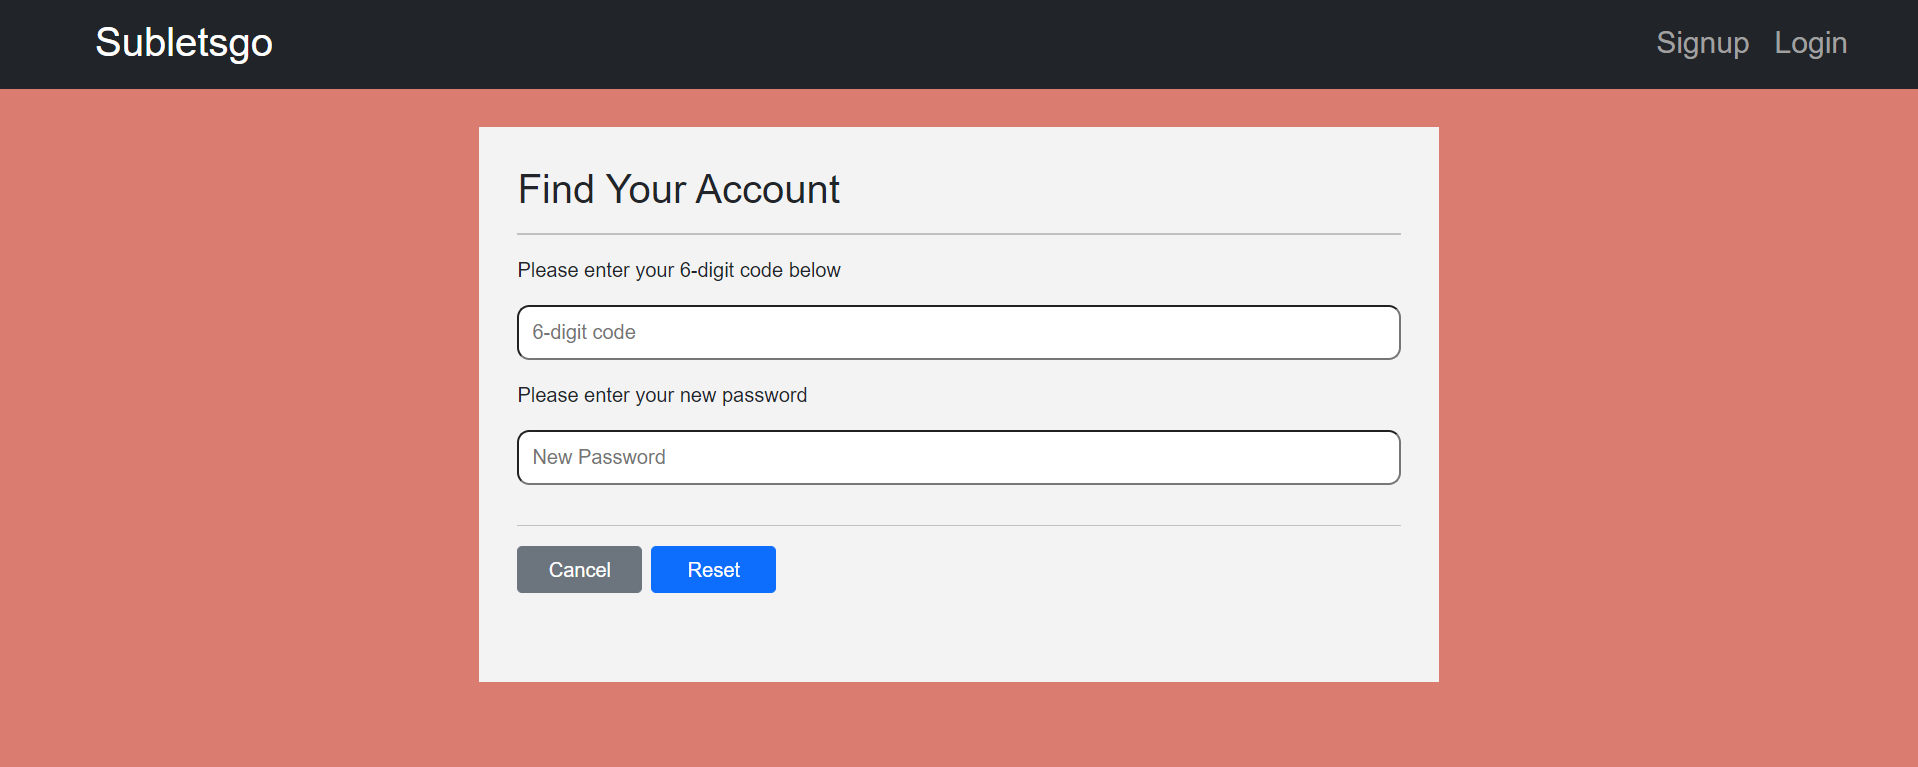 Subletsgo Signup Login
Find Your Account
Please enter your 6-digit code below
6-digit code
Please enter your new password
New Password
Cancel Reset